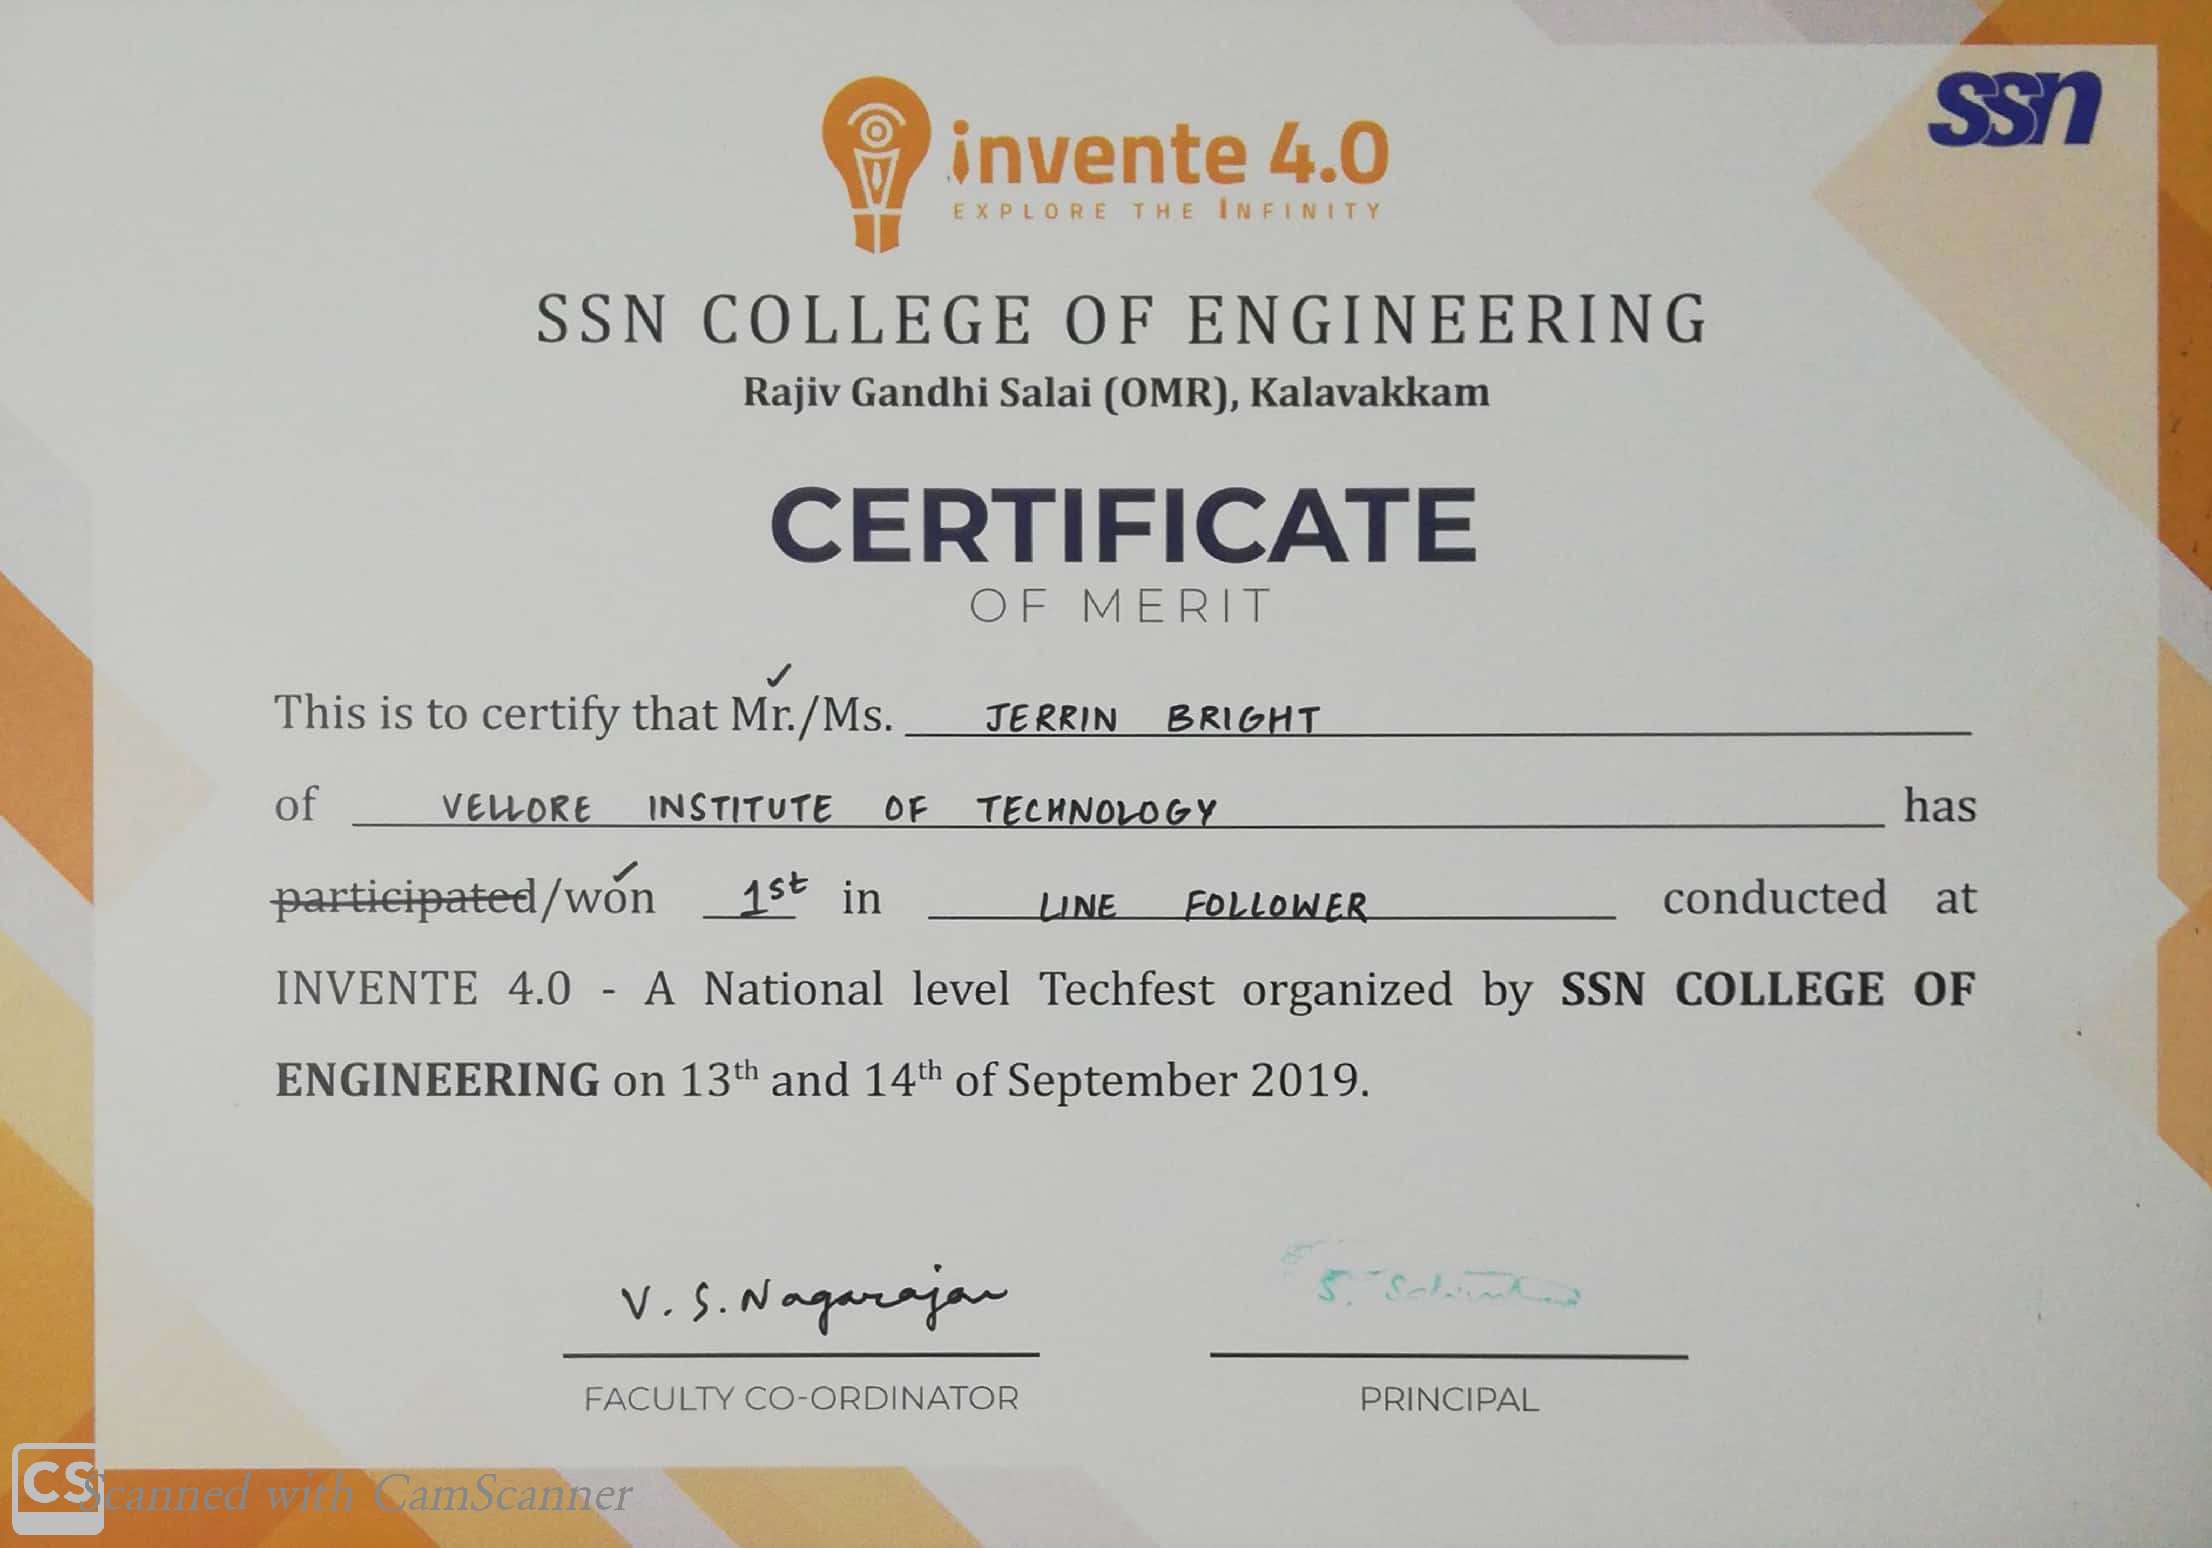 invente 4.0
EXPLORE THE INFINITY
ssn
SSN COLLEGE OF ENGINEERING
Rajiv Gandhi Salai (OMR), Kalavakkam
CERTIFICATE
OF MERIT
This is to certify that Mr./Ms. JERRIN BRIGHT
of VELLORE INSTITUTE OF TECHNOLOGY has
participated/won 1st in LINE FOLLOWER conducted at
INVENTE 4.0 - A National level Techfest organized by SSN COLLEGE OF
ENGINEERING on 13th and 14th of September 2019.
V. S. Nagarajan
S.
FACULTY CO-ORDINATOR
PRINCIPAL
CS Scanned with CamScanner